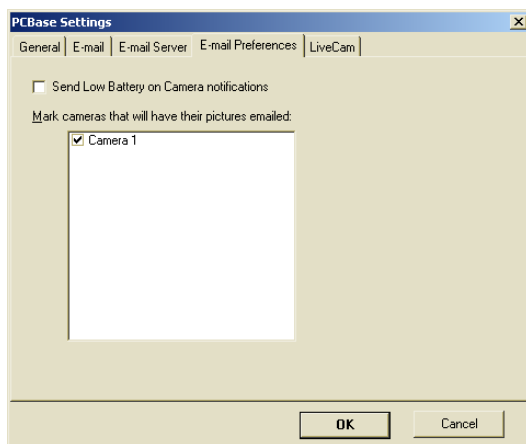 PCBase Settings
General E-mail E-mail Server E-mail Preferences LiveCam
Send Low Battery on Camera notifications
Mark cameras that will have their pictures emailed:
Camera 1
OK Cancel